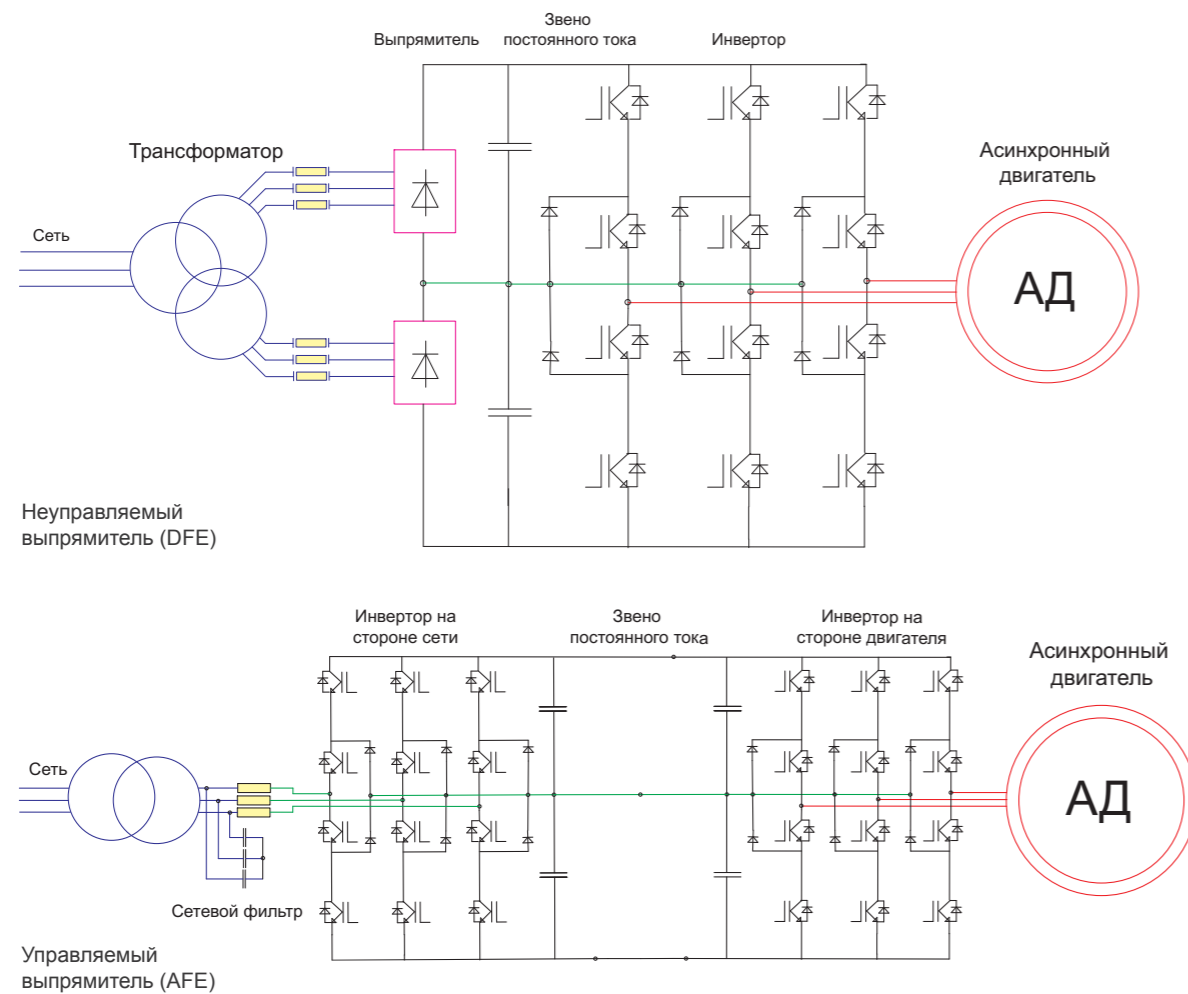 Звено
постоянного тока
Выпрямитель
Инвертор
Трансформатор
Асинхронный
двигатель
Сеть
АД
Неуправляемый
выпрямитель (DFE)
Инвертор на
стороне сети
Звено
постоянного тока
Инвертор на
стороне двигателя
Асинхронный
двигатель
Сеть
АД
Сетевой фильтр
Управляемый
выпрямитель (AFE)